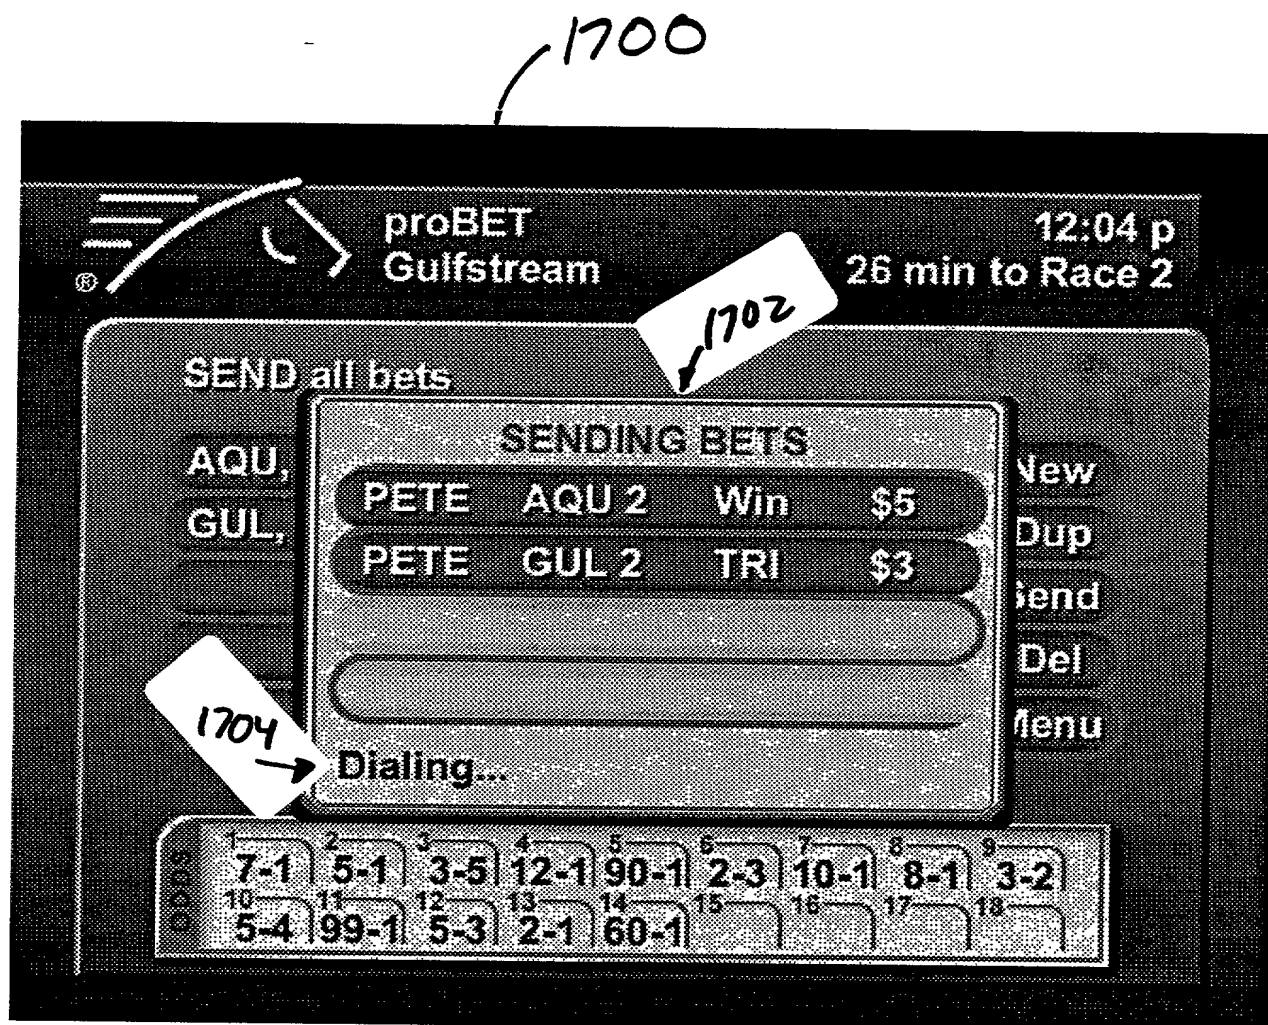 1700
proBET
Gulfstream
12:04 p
26 min to Race 2
®
1702
SEND all bets
SENDING BETS
AQU,
PETE AQU 2 Win $5
New
GUL,
PETE GUL 2 TRI $3
Dup
Send
Del
1704
Menu
Dialing...
ODDS
1 2 3 4 5 6 7 8 9
7-1 5-1 3-5 12-1 90-1 2-3 10-1 8-1 3-2
10 11 12 13 14 15 16 17 18
5-4 99-1 5-3 2-1 60-1